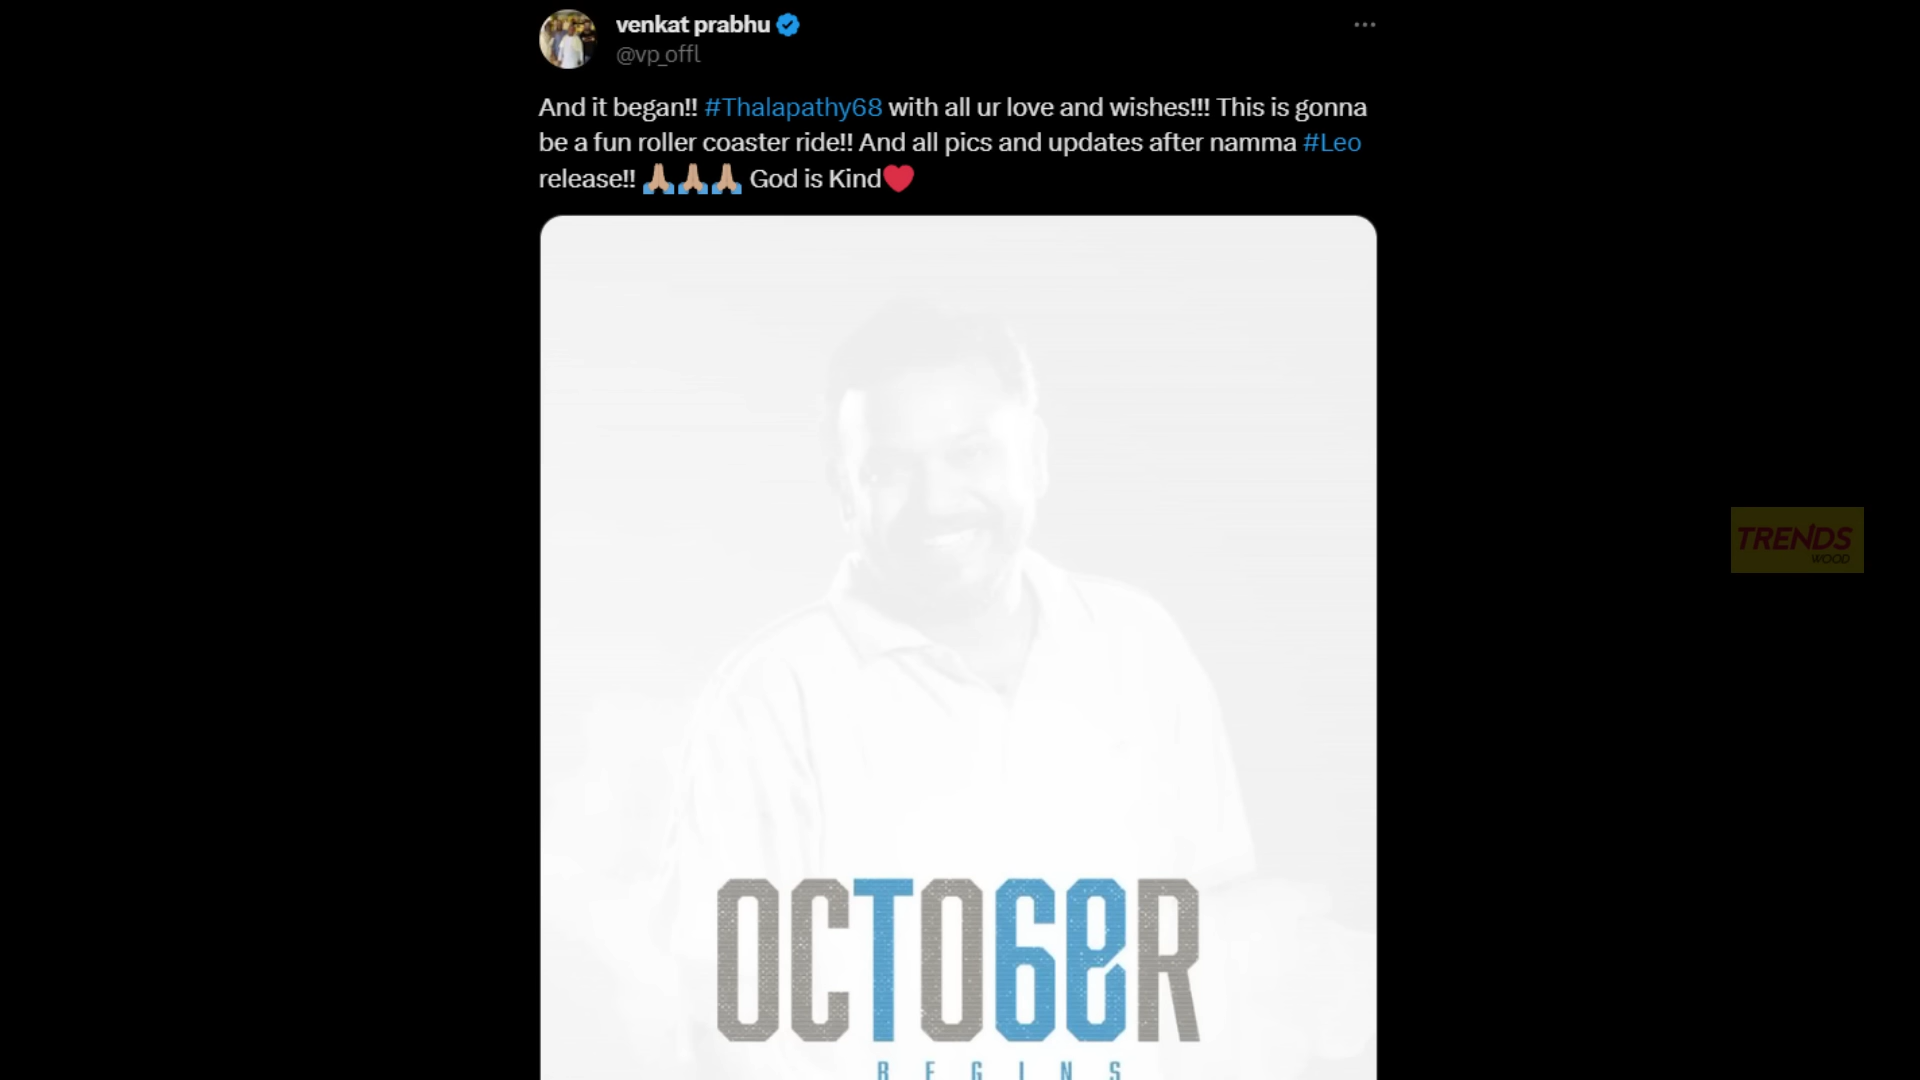 venkat prabhu
@vp_offl
And it began!! #Thalapathy68 with all ur love and wishes!!! This is gonna
be a fun roller coaster ride!! And all pics and updates after namma #Leo
release!! 🙏🏼🙏🏼🙏🏼 God is Kind❤️
TRENDS
WOOD
OCTO68ER
BEGINS